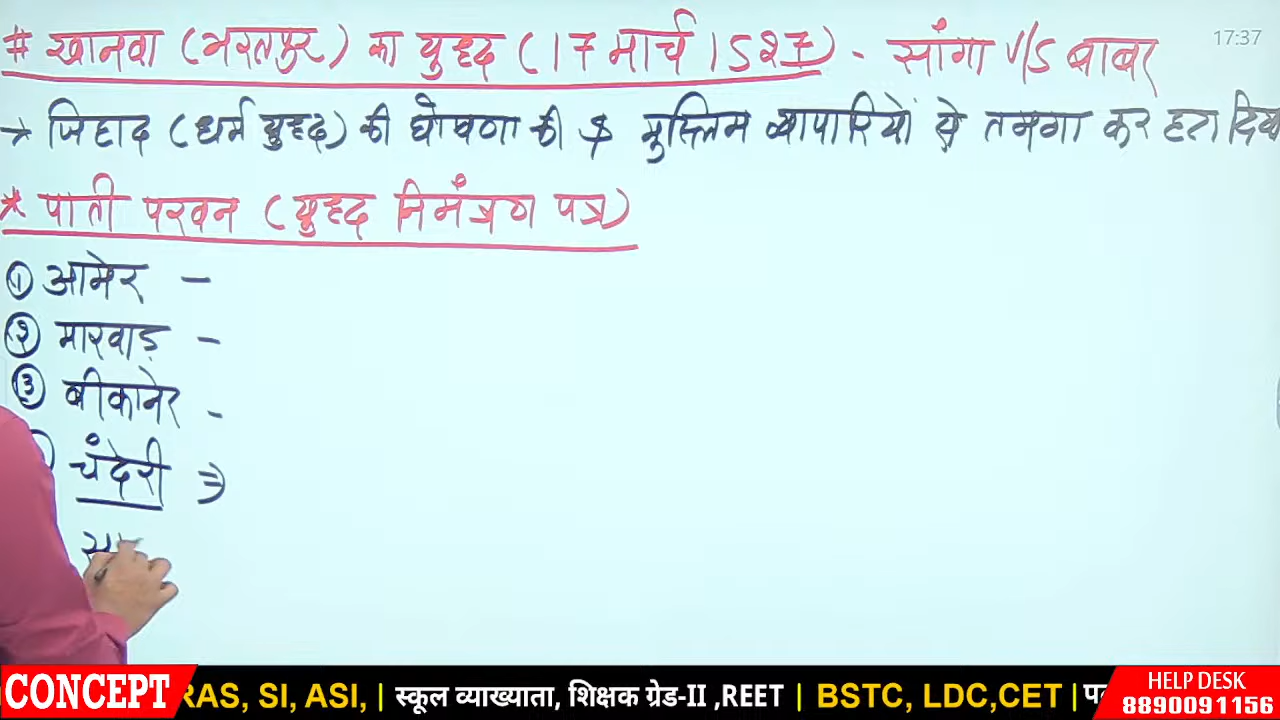 # खानवा (भरतपुर) का युद्ध (17 मार्च 1527) - सांगा V/S बाबर
17:37
→ जिहाद (धर्म युद्ध) की घोषणा की $ मुस्लिम व्यापारियों से तमगा कर हटा दिया
* पाती परवन (युद्ध निमंत्रण पत्र)
① आमेर -
② मारवाड़ -
③ बीकानेर -
चंदेरी ⇒
CONCEPT RAS, SI, ASI, | स्कूल व्याख्याता, शिक्षक ग्रेड-II ,REET | BSTC, LDC,CET |
HELP DESK
8890091156